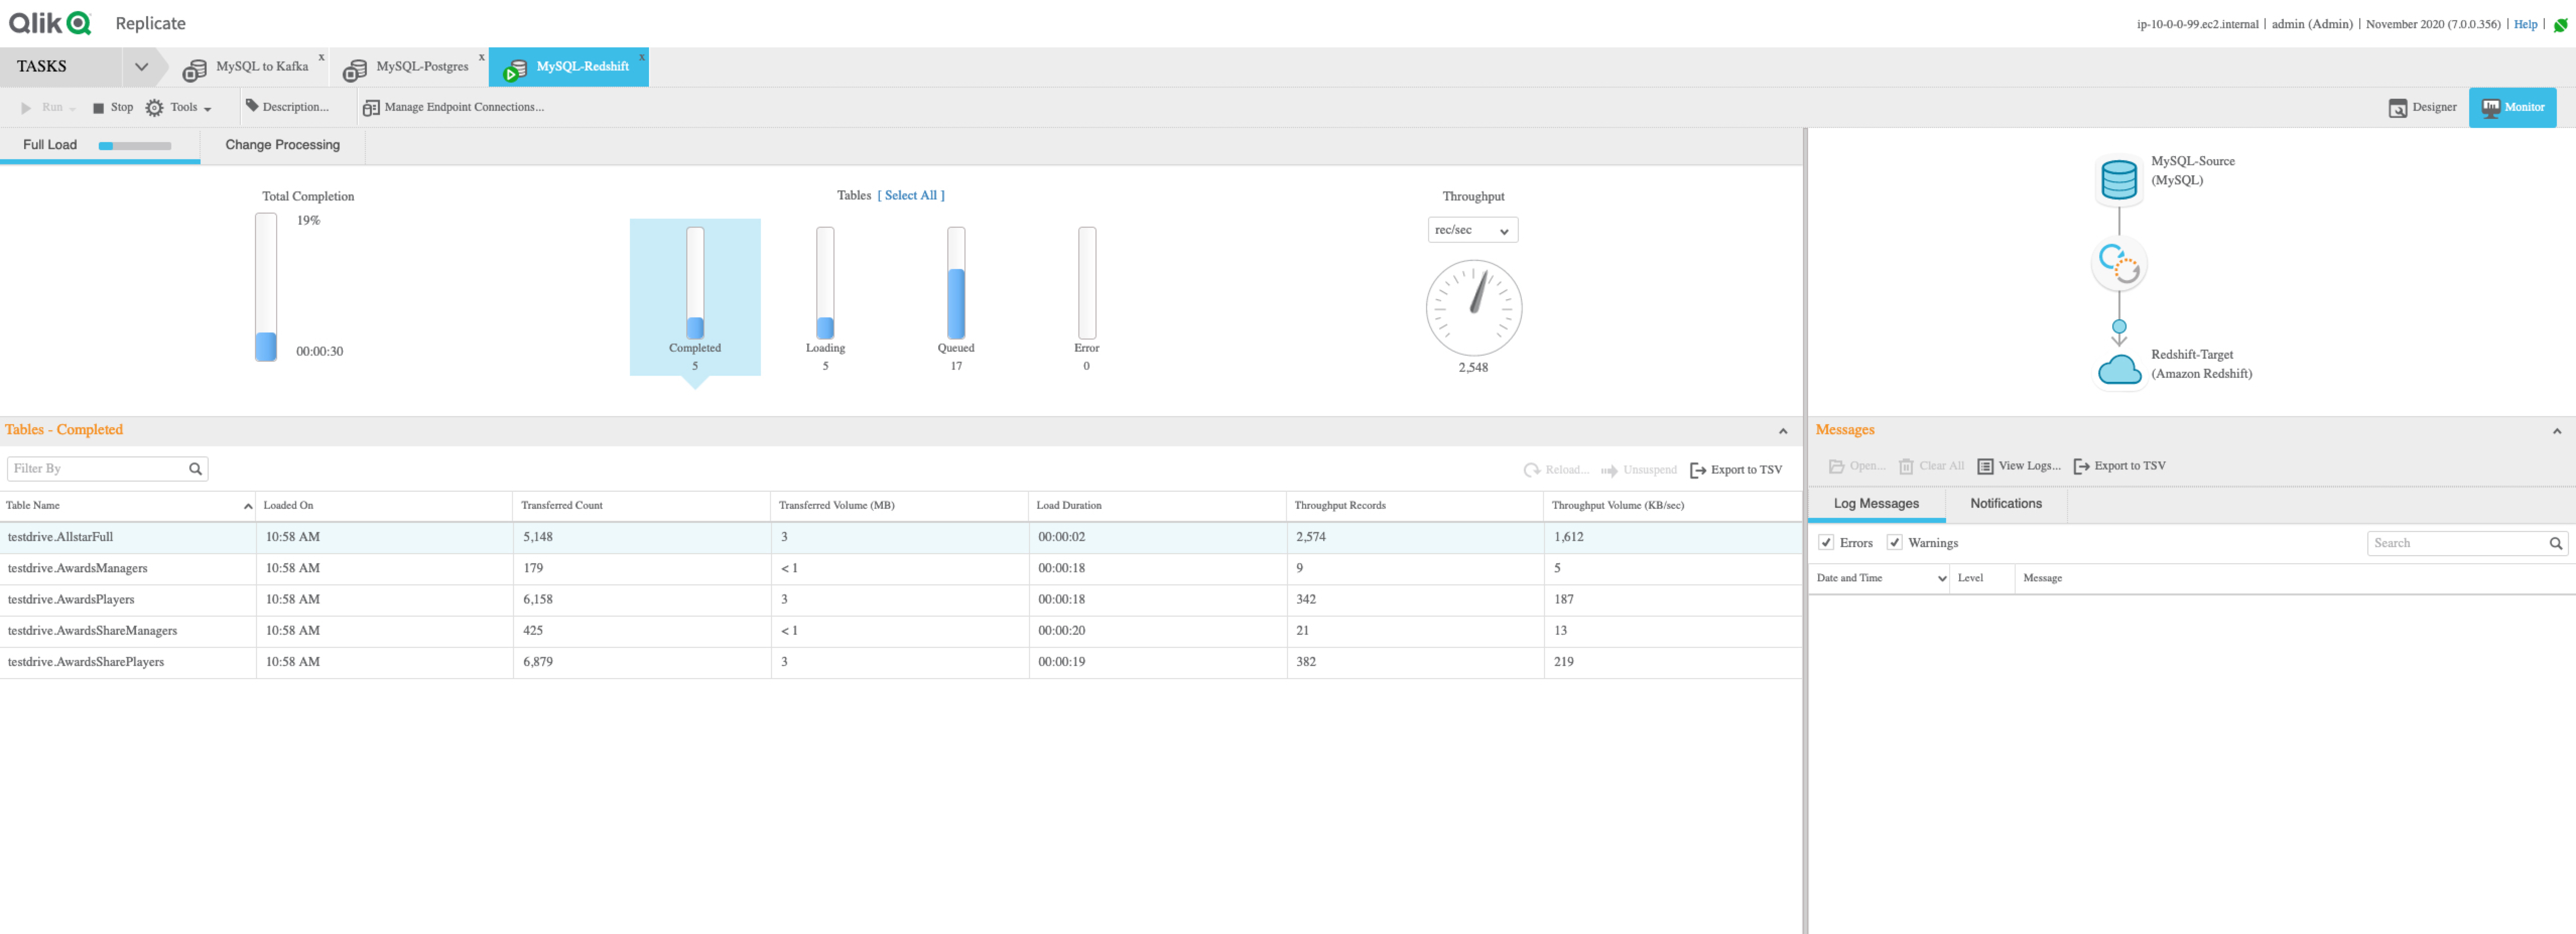 Qlik Replicate
ip-10-0-0-99.ec2.internal | admin (Admin) | November 2020 (7.0.0.356) | Help |
TASKS MySQL to Kafka x MySQL-Postgres x MySQL-Redshift x
Run Stop Tools Description... Manage Endpoint Connections... Designer Monitor
Full Load Change Processing
Total Completion
19%
00:00:30
Tables [ Select All ]
Completed Loading Queued Error
5 5 17 0
Throughput
rec/sec
2,548
MySQL-Source
(MySQL)
Redshift-Target
(Amazon Redshift)
Tables - Completed
Filter By Reload... Unsuspend Export to TSV
Table Name Loaded On Transferred Count Transferred Volume (MB) Load Duration Throughput Records Throughput Volume (KB/sec)
testdrive.AllstarFull 10:58 AM 5,148 3 00:00:02 2,574 1,612
testdrive.AwardsManagers 10:58 AM 179 < 1 00:00:18 9 5
testdrive.AwardsPlayers 10:58 AM 6,158 3 00:00:18 342 187
testdrive.AwardsShareManagers 10:58 AM 425 < 1 00:00:20 21 13
testdrive.AwardsSharePlayers 10:58 AM 6,879 3 00:00:19 382 219
Messages
Open... Clear All View Logs... Export to TSV
Log Messages Notifications
Errors Warnings Search
Date and Time Level Message